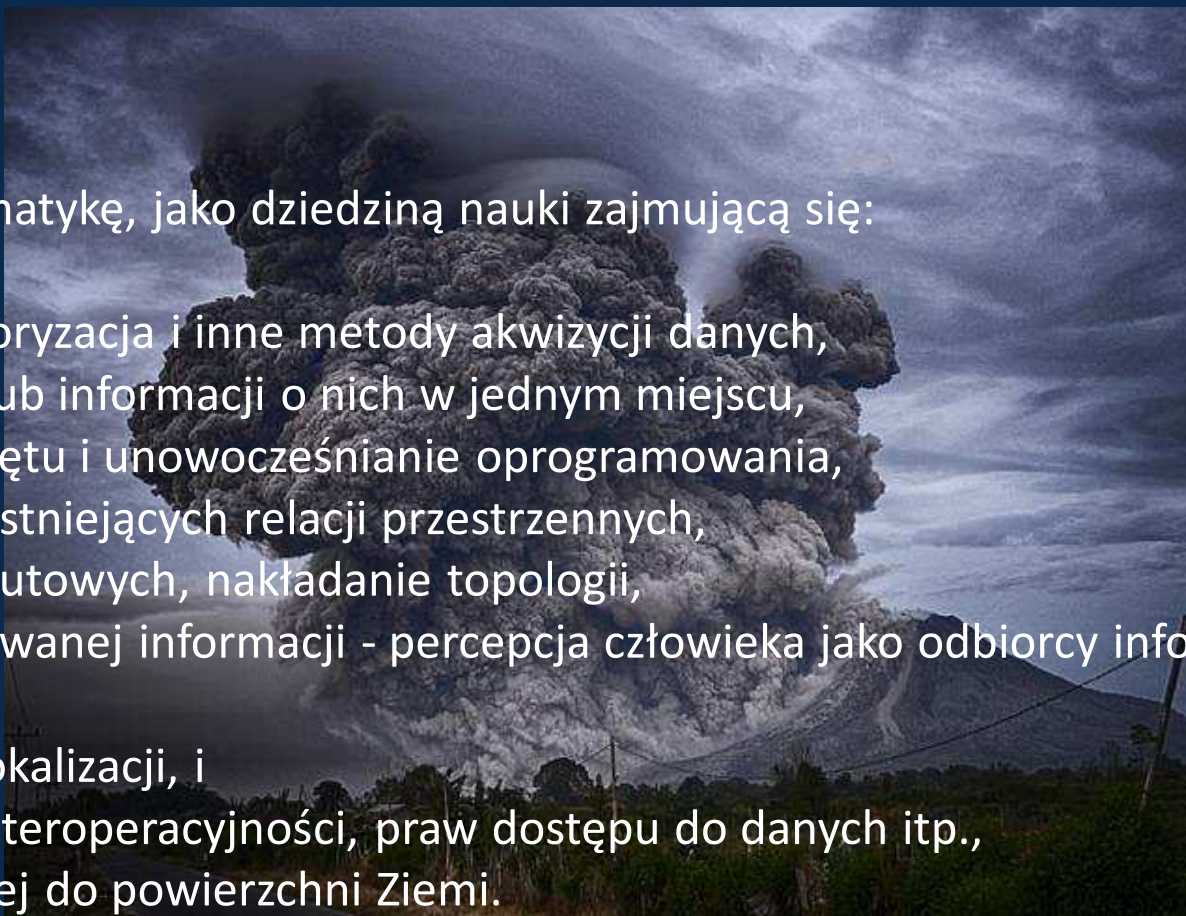 matykę, jako dziedziną nauki zajmującą się:
oryzacja i inne metody akwizycji danych,
ub informacji o nich w jednym miejscu,
ętu i unowocześnianie oprogramowania,
stniejących relacji przestrzennych,
utowych, nakładanie topologii,
wanej informacji - percepcja człowieka jako odbiorcy info
okalizacji, i
teroperacyjności, praw dostępu do danych itp.,
ej do powierzchni Ziemi.